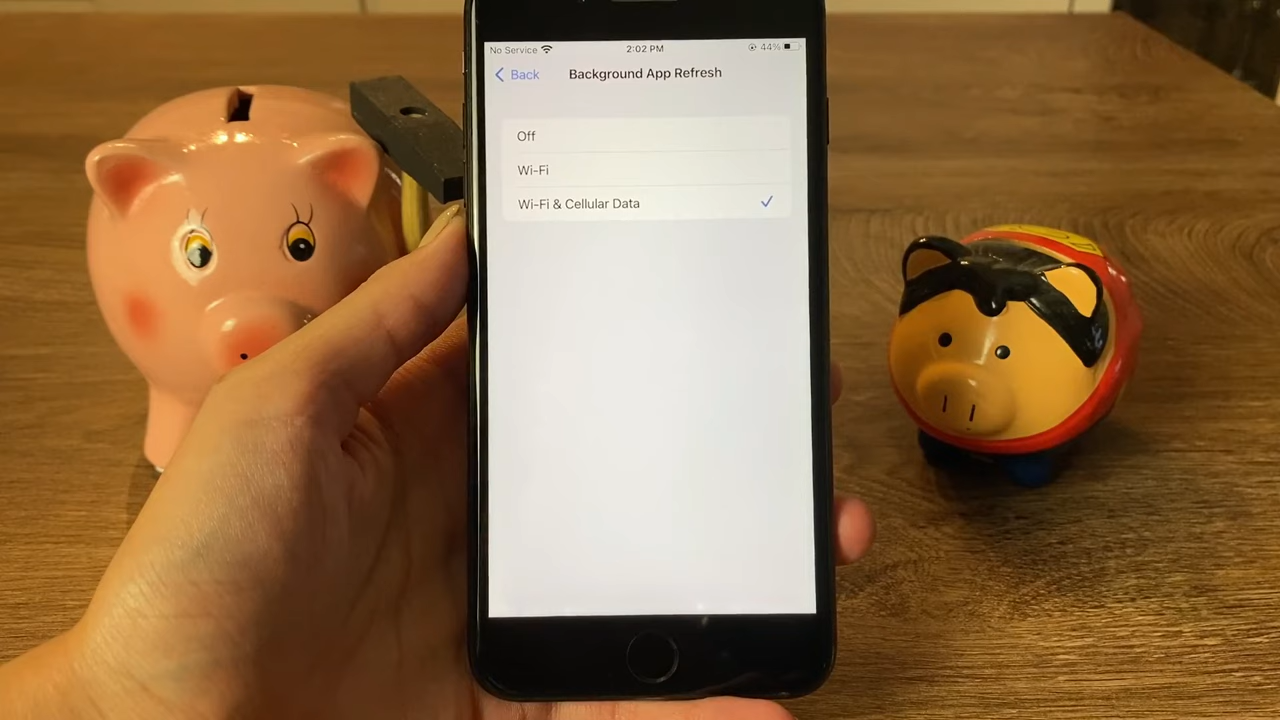 No Service 2:02 PM 44%
Back Background App Refresh
Off
Wi-Fi
Wi-Fi & Cellular Data